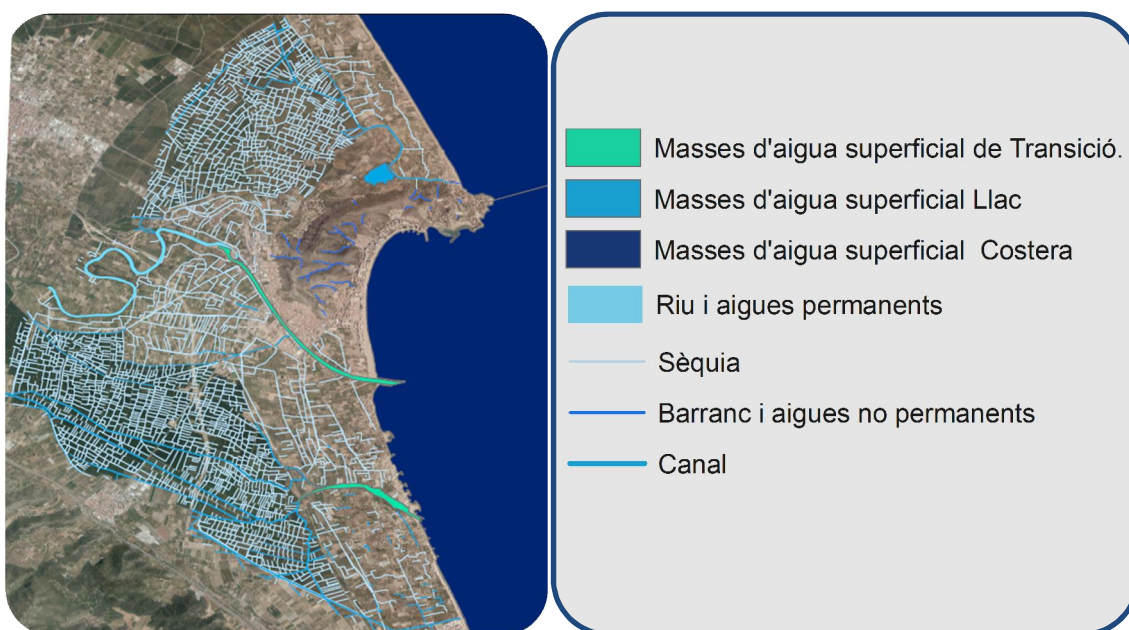 Masses d'aigua superficial de Transició.
Masses d'aigua superficial Llac
Masses d'aigua superficial  Costera
Riu i aigues permanents
Sèquia
Barranc i aigues no permanents
Canal